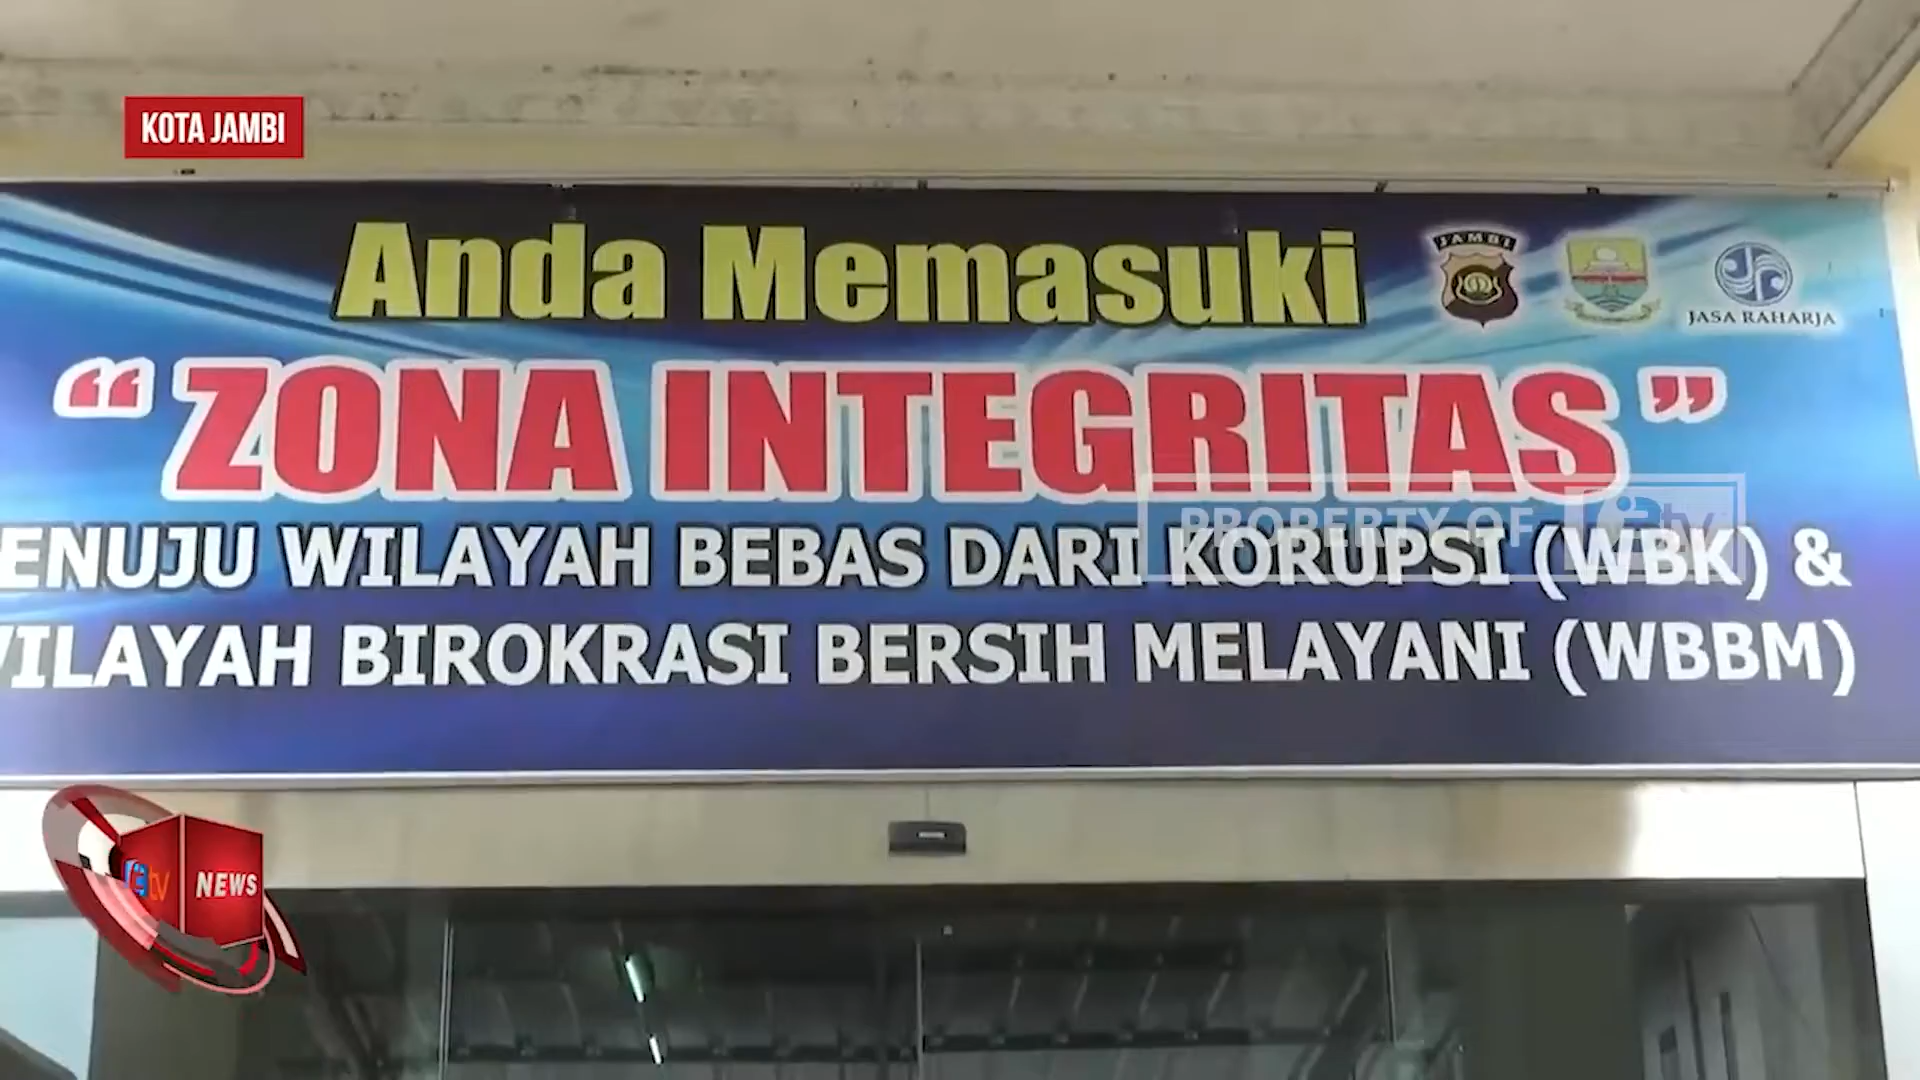 KOTA JAMBI
Anda Memasuki
JAMBI
JASA RAHARJA
“ ZONA INTEGRITAS ”
ENUJU WILAYAH BEBAS DARI KORUPSI (WBK) &
WILAYAH BIROKRASI BERSIH MELAYANI (WBBM)
PROPERTY OF
NEWS